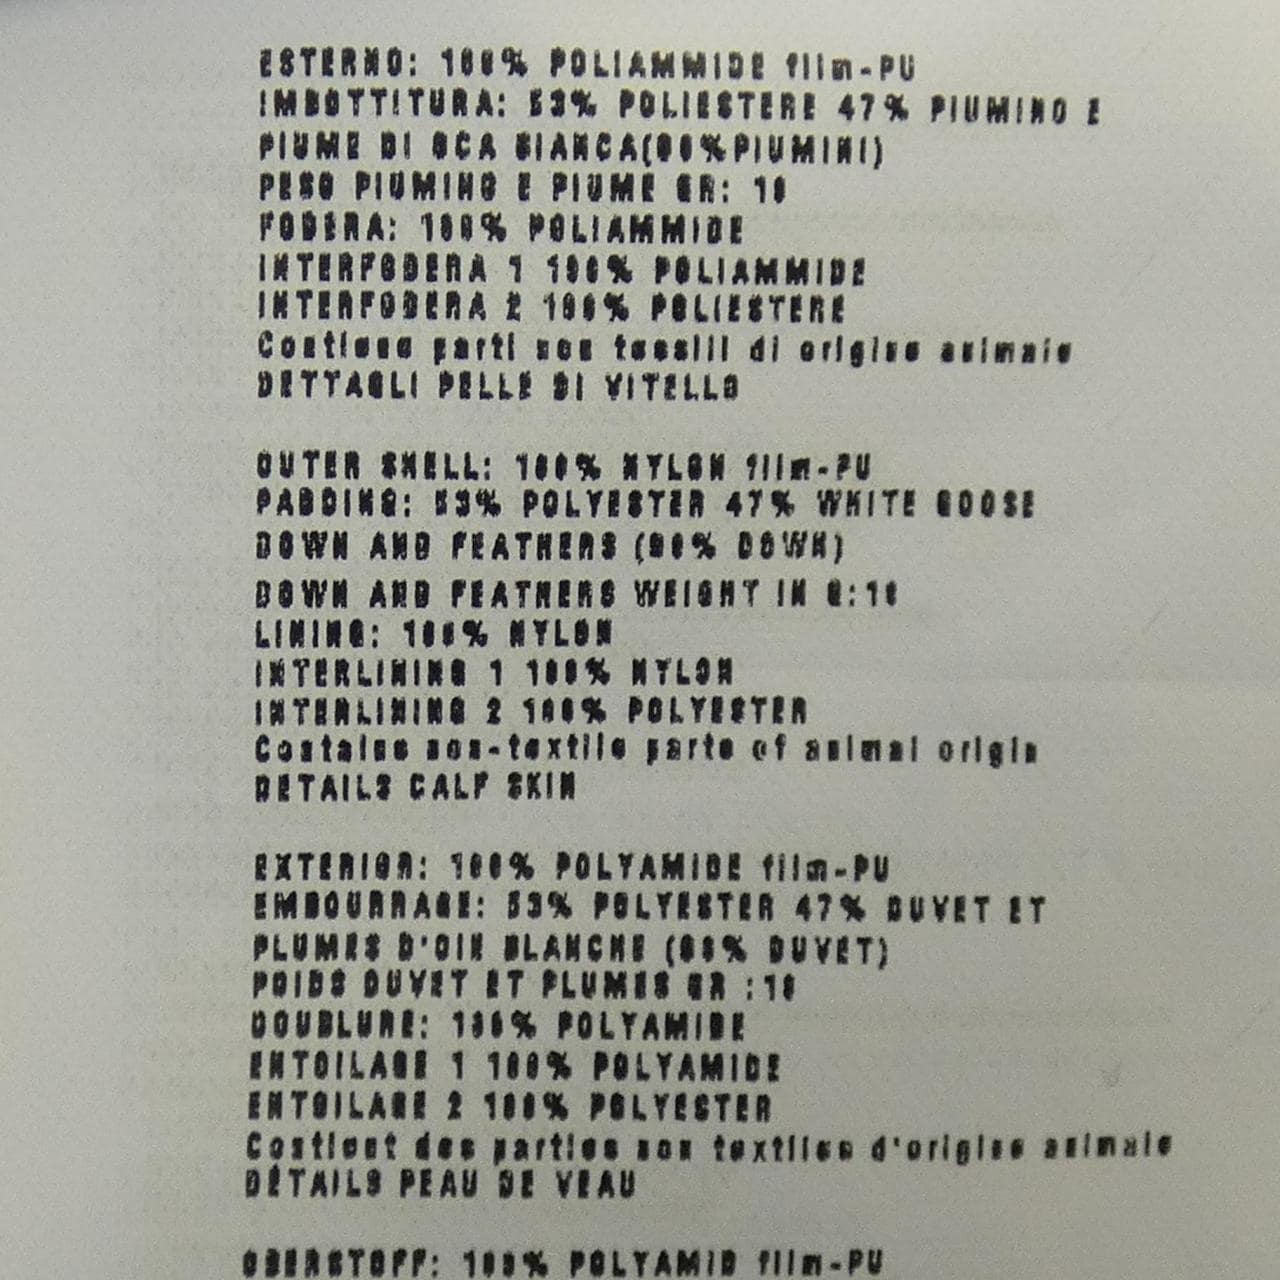 ESTERNO: 100% POLIAMMIDE film-PU
IMBOTTITURA: 53% POLIESTERE 47% PIUMINO E
PIUME DI OCA BIANCA(90%PIUMINI)
PESO PIUMINO E PIUME GR: 10
FODERA: 100% POLIAMMIDE
INTERFODERA 1 100% POLIAMMIDE
INTERFODERA 2 100% POLIESTERE
Contiene parti non tessili di origine animale
DETTAGLI PELLE DI VITELLO
OUTER SHELL: 100% NYLON film-PU
PADDING: 53% POLYESTER 47% WHITE GOOSE
DOWN AND FEATHERS (90% DOWN)
DOWN AND FEATHERS WEIGHT IN G:10
LINING: 100% NYLON
INTERLINING 1 100% NYLON
INTERLINING 2 100% POLYESTER
Contains non-textile parts of animal origin
DETAILS CALF SKIN
EXTERIOR: 100% POLYAMIDE film-PU
EMBOURRAGE: 53% POLYESTER 47% DUVET ET
PLUMES D'OIE BLANCHE (90% DUVET)
POIDS DUVET ET PLUMES GR :10
DOUBLURE: 100% POLYAMIDE
ENTOILAGE 1 100% POLYAMIDE
ENTOILAGE 2 100% POLYESTER
Contient des parties non textiles d'origine animale
DÉTAILS PEAU DE VEAU
OBERSTOFF: 100% POLYAMID film-PU